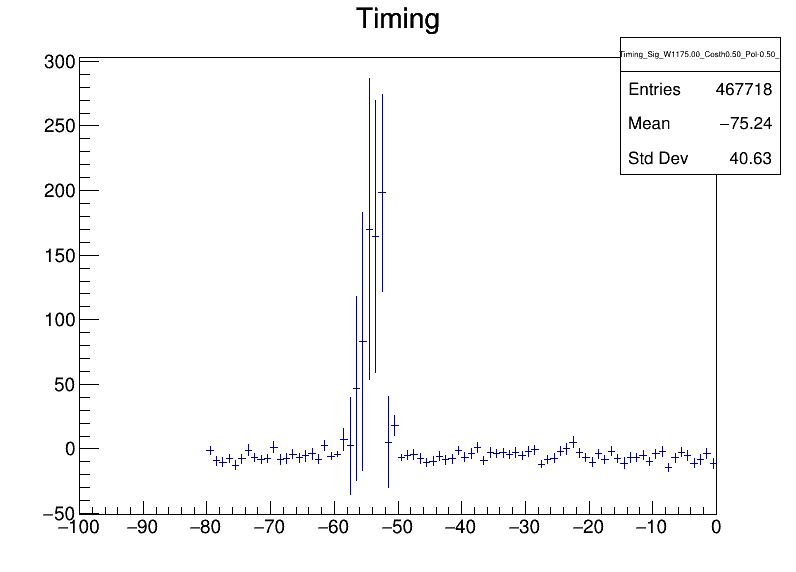 Timing
Timing_Sig_W1175.00_Costh0.50_Pol-0.50_
Entries 467718
Mean −75.24
Std Dev 40.63
300
250
200
150
100
50
0
−50
−100 −90 −80 −70 −60 −50 −40 −30 −20 −10 0